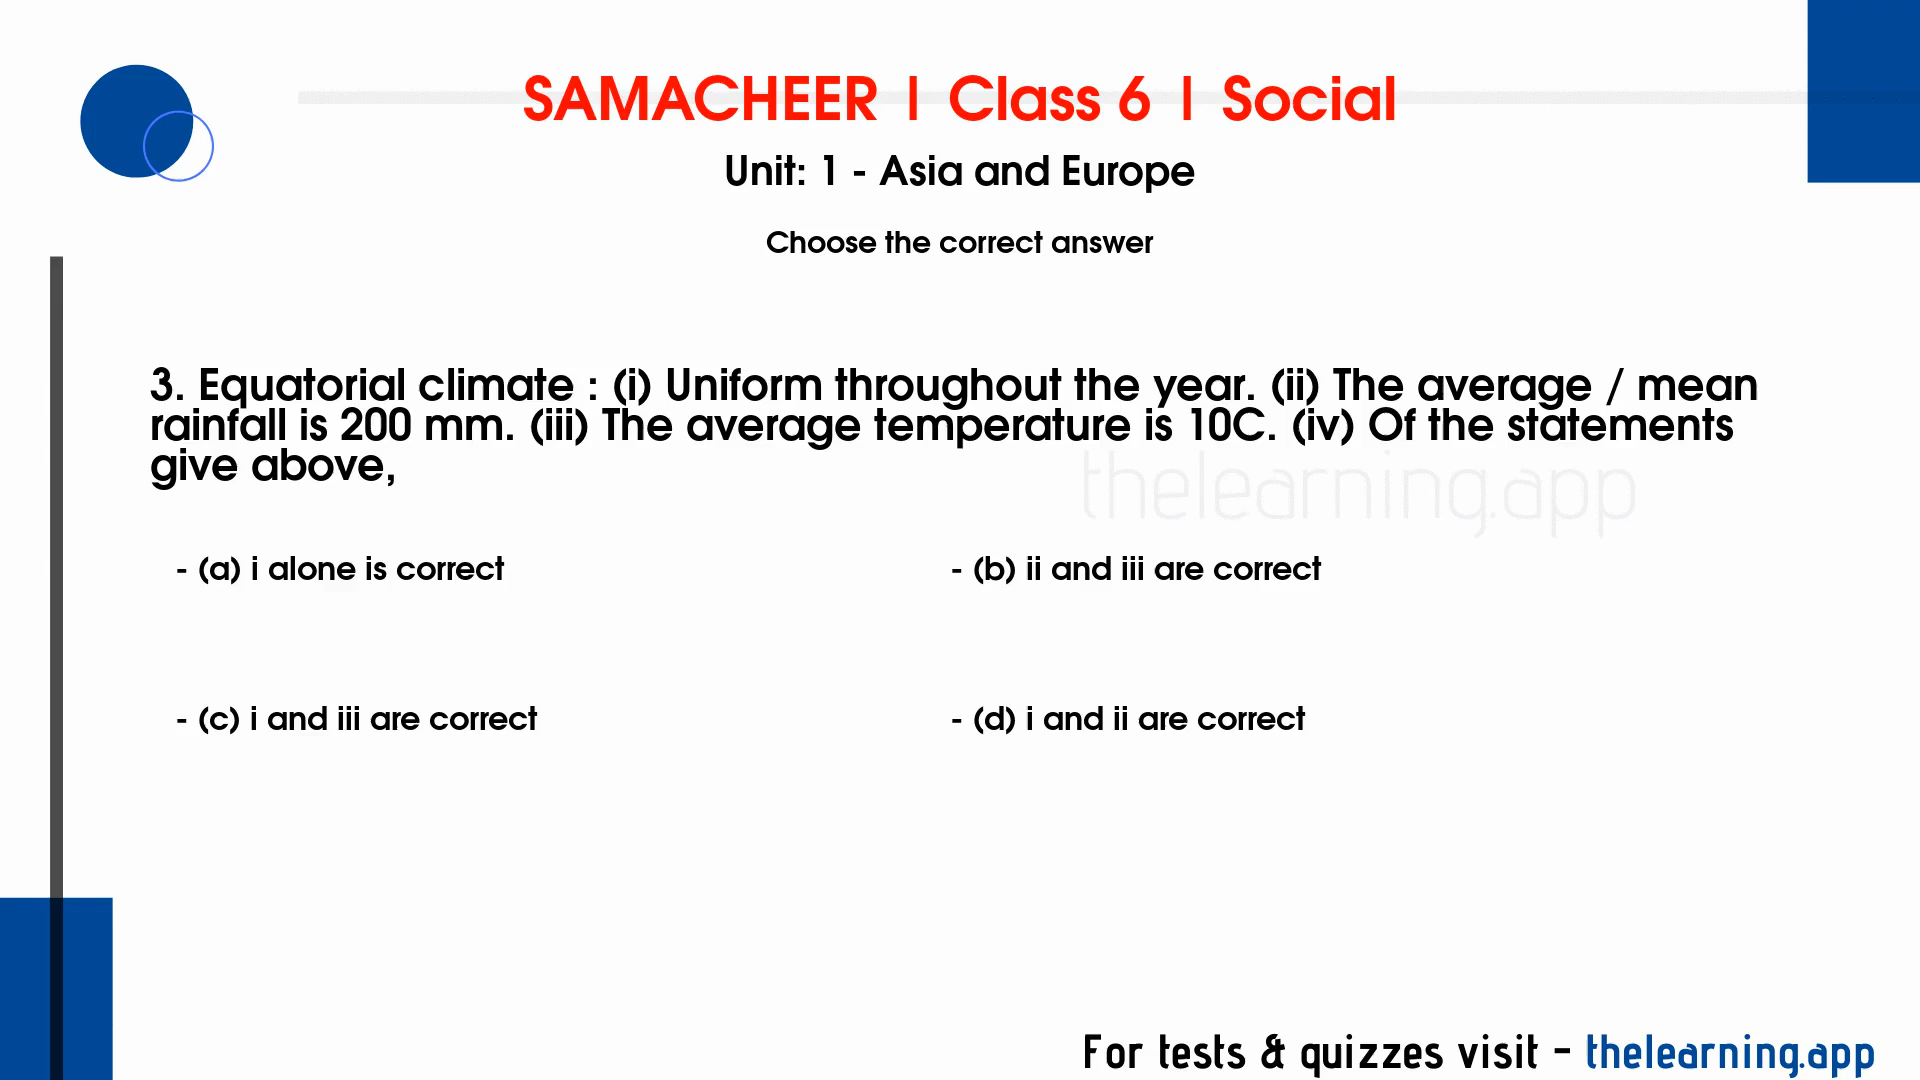 SAMACHEER | Class 6 | Social
Unit: 1 - Asia and Europe
Choose the correct answer
3. Equatorial climate : (i) Uniform throughout the year. (ii) The average / mean
rainfall is 200 mm. (iii) The average temperature is 10C. (iv) Of the statements
give above,
thelearning.app
- (a) i alone is correct
- (b) ii and iii are correct
- (c) i and iii are correct
- (d) i and ii are correct
For tests & quizzes visit - thelearning.app